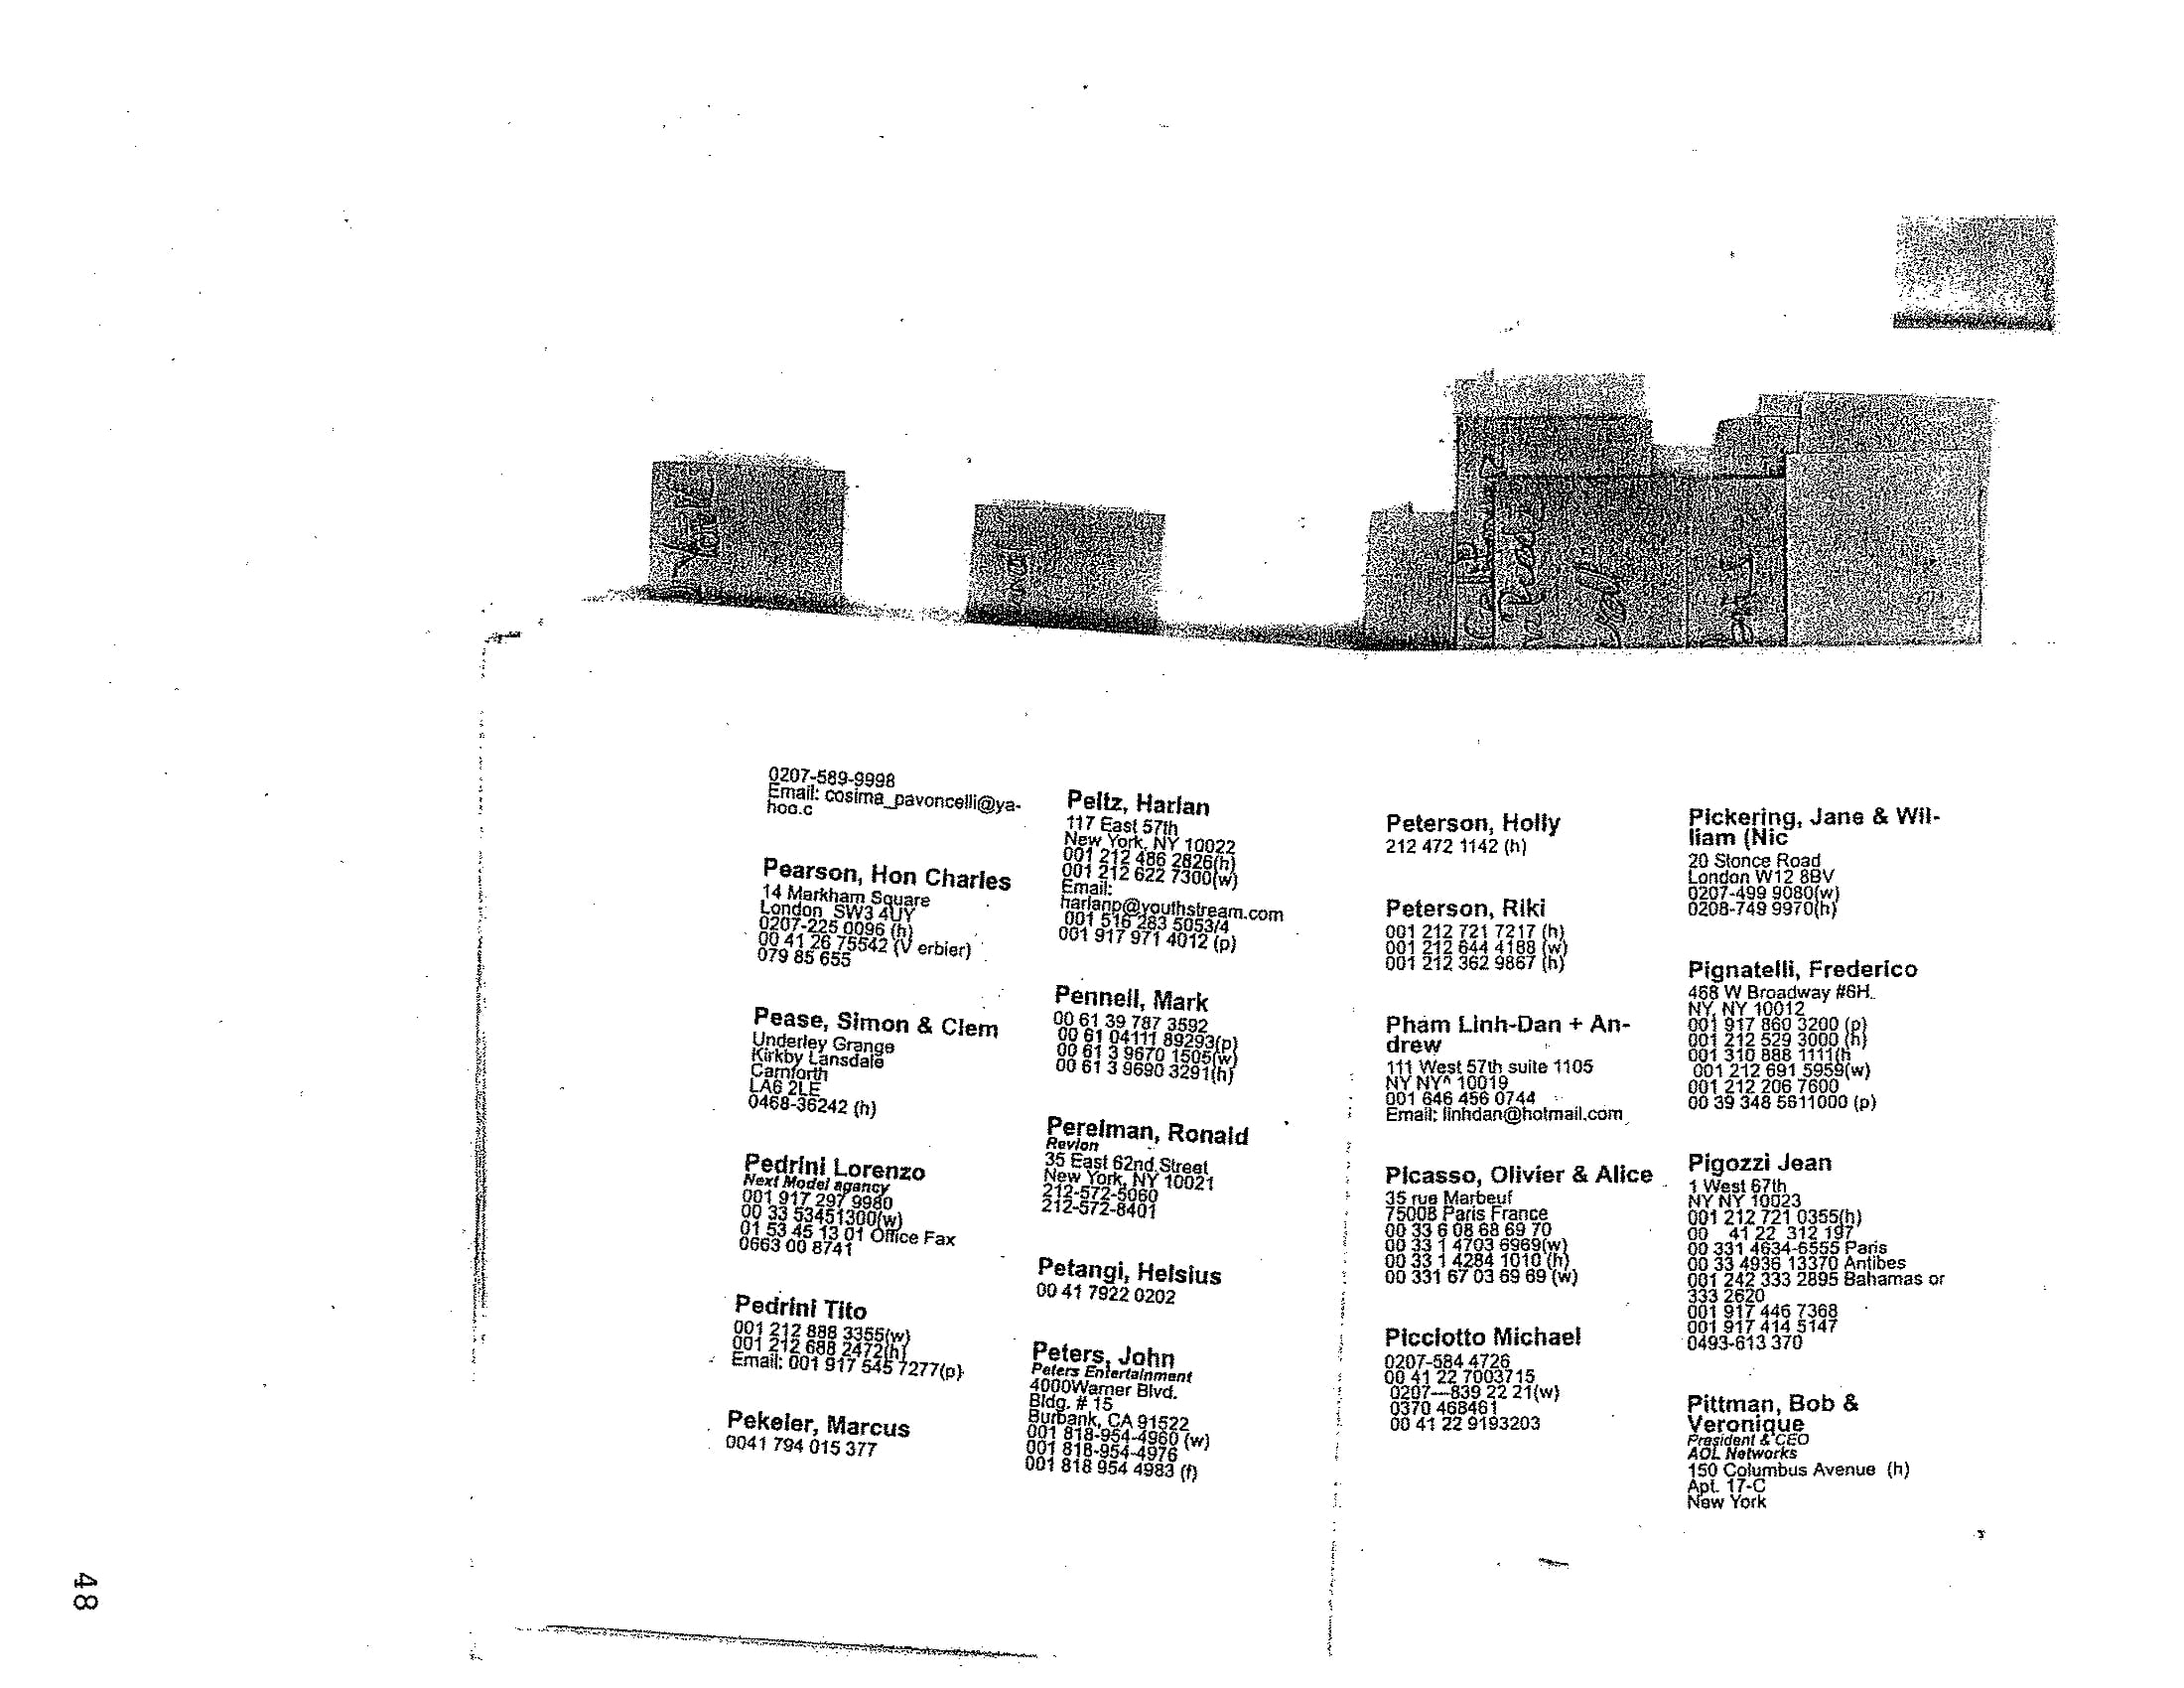 0207-589-9998
Email: cosima_pavoncelli@ya-
hoo.c
Pearson, Hon Charles
14 Markham Square
London SW3 4UY
0207-225 0096 (h)
00 41 26 75542 (V erbier)
079 85 655
Pease, Simon & Clem
Underley Grange
Kirkby Lansdale
Carnforth
LA6 2LE
0468-36242 (h)
Pedrini Lorenzo
Next Model agency
001 917 297 9980
00 33 53451300(w)
01 53 45 13 01 Office Fax
0663 00 8741
Pedrini Tito
001 212 888 3355(w)
001 212 688 2472(h)
Email: 001 917 545 7277(p)
Pekeler, Marcus
0041 794 015 377
Peltz, Harlan
117 East 57th
New York, NY 10022
001 212 486 2826(h)
001 212 622 7300(w)
Email:
harlanp@youthstream.com
001 516 283 5053/4
001 917 971 4012 (p)
Pennell, Mark
00 61 39 787 3592
00 61 04111 89293(p)
00 61 3 9670 1505(w)
00 61 3 9690 3291(h)
Perelman, Ronald
Revlon
35 East 62nd Street
New York, NY 10021
212-572-5060
212-572-8401
Petangi, Helsius
00 41 7922 0202
Peters, John
Peters Entertainment
4000Warner Blvd.
Bldg. # 15
Burbank, CA 91522
001 818-954-4960 (w)
001 818-954-4976
001 818 954 4983 (f)
Peterson, Holly
212 472 1142 (h)
Peterson, Riki
001 212 721 7217 (h)
001 212 644 4188 (w)
001 212 362 9867 (h)
Pham Linh-Dan + An-
drew
111 West 57th suite 1105
NY NY^ 10019
001 646 456 0744
Email: linhdan@hotmail.com
Picasso, Olivier & Alice
35 rue Marbeuf
75008 Paris France
00 33 6 08 68 69 70
00 33 1 4703 6969(w)
00 33 1 4284 1010 (h)
00 331 67 03 69 69 (w)
Picciotto Michael
0207-584 4726
00 41 22 7003715
0207—839 22 21(w)
0370 468461
00 41 22 9193203
Pickering, Jane & Wil-
liam (Nic
20 Stonce Road
London W12 8BV
0207-499 9080(w)
0208-749 9970(h)
Pignatelli, Frederico
468 W Broadway #6H.
NY, NY 10012
001 917 860 3200 (p)
001 212 529 3000 (h)
001 310 888 1111(h
001 212 691 5959(w)
001 212 206 7600
00 39 348 5611000 (p)
Pigozzi Jean
1 West 67th
NY NY 10023
001 212 721 0355(h)
00 41 22 312 197
00 331 4634-6555 Paris
00 33 4936 13370 Antibes
001 242 333 2895 Bahamas or
333 2620
001 917 446 7368
001 917 414 5147
0493-613 370
Pittman, Bob &
Veronique
President & CEO
AOL Networks
150 Columbus Avenue (h)
Apt. 17-C
New York
48